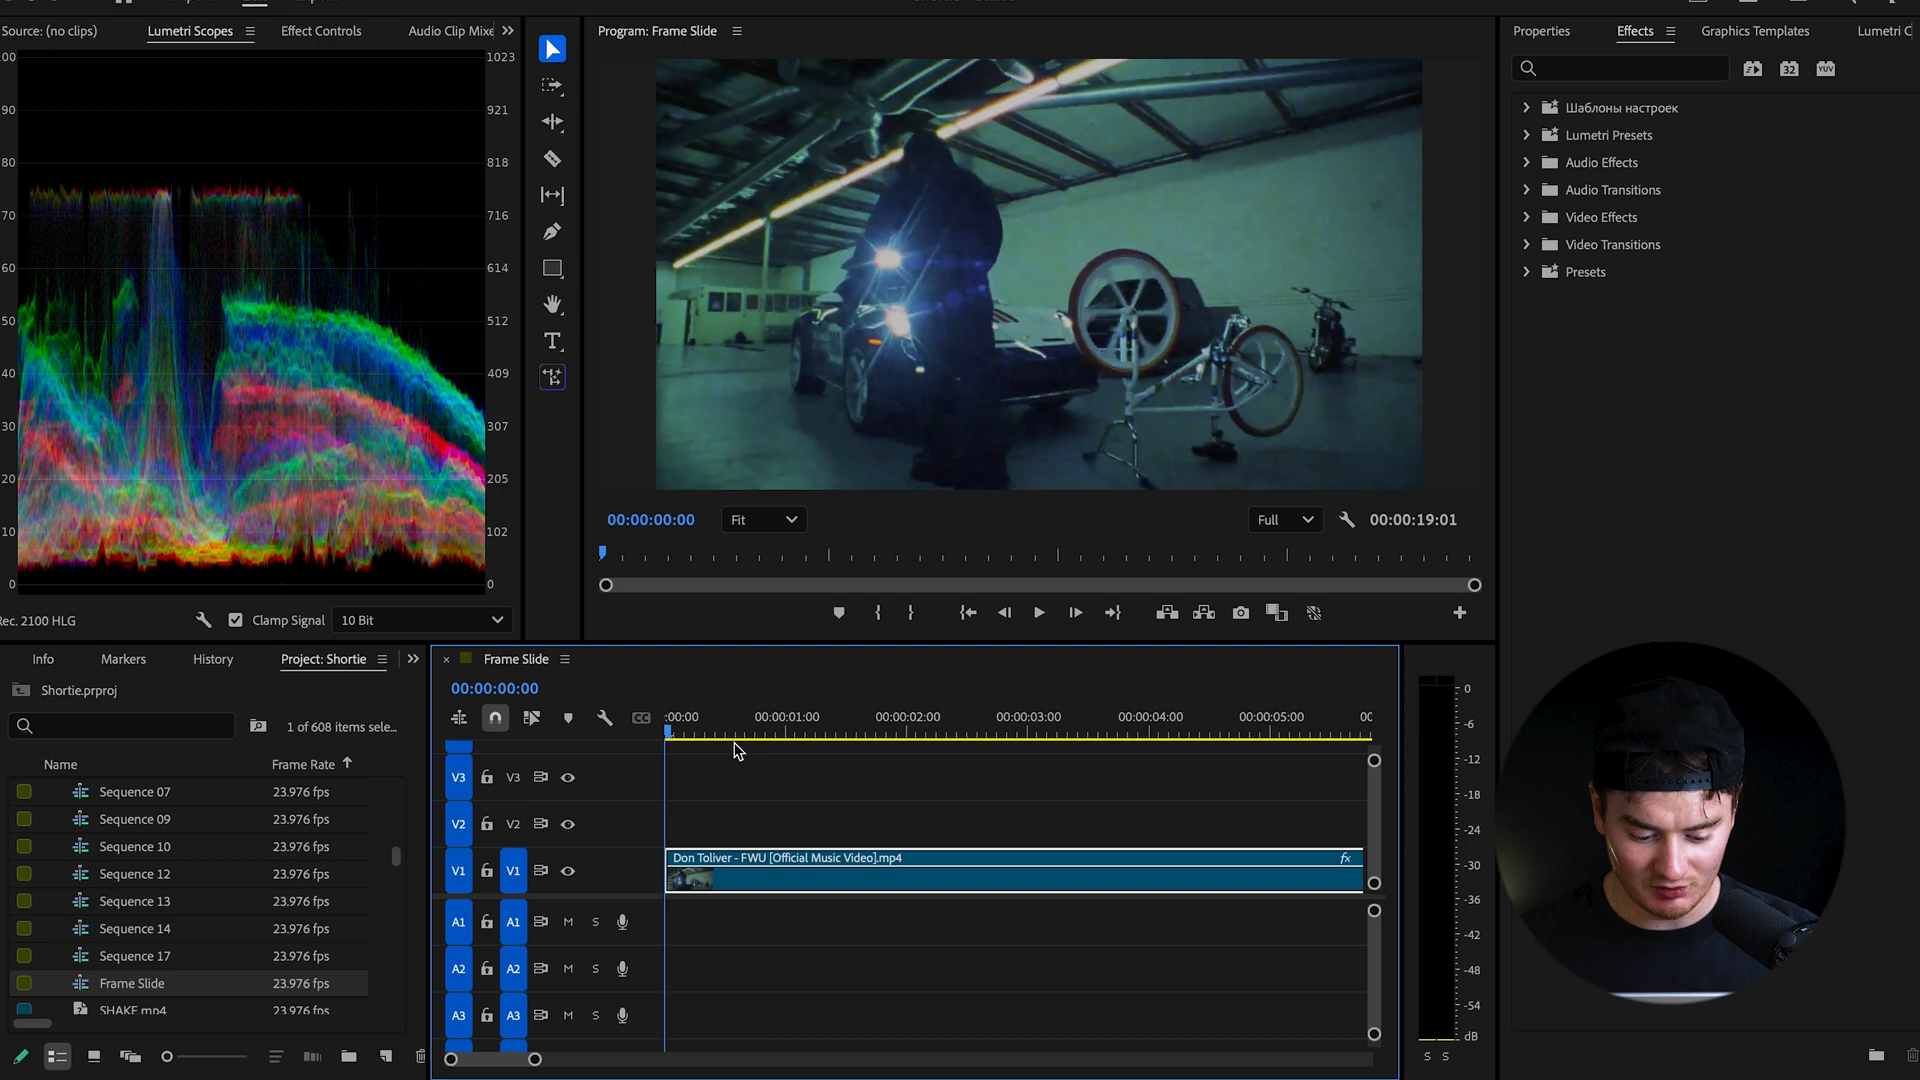 Source: (no clips)
Lumetri Scopes
Effect Controls
Audio Clip Mixe
Program: Frame Slide
Properties
Effects
Graphics Templates
Lumetri C
00
90
80
70
60
50
40
30
20
10
0
1023
921
818
716
614
512
409
307
205
102
0
ec. 2100 HLG
Clamp Signal
10 Bit
T
00:00:00:00
Fit
Full
00:00:19:01
32
YUV
Шаблоны настроек
Lumetri Presets
Audio Effects
Audio Transitions
Video Effects
Video Transitions
Presets
Info
Markers
History
Project: Shortie
Shortie.prproj
1 of 608 items sele...
Name
Frame Rate
Sequence 07
23.976 fps
Sequence 09
23.976 fps
Sequence 10
23.976 fps
Sequence 12
23.976 fps
Sequence 13
23.976 fps
Sequence 14
23.976 fps
Sequence 17
23.976 fps
Frame Slide
23.976 fps
SHAKE.mp4
23.976 fps
× Frame Slide
00:00:00:00
CC
:00:00
00:00:01:00
00:00:02:00
00:00:03:00
00:00:04:00
00:00:05:00
00
V3 V3
V2 V2
V1 V1
Don Toliver - FWU [Official Music Video].mp4
fx
A1 A1 M S
A2 A2 M S
A3 A3 M S
0
-6
-12
-18
-24
-30
-36
-42
-48
-54
dB
S S